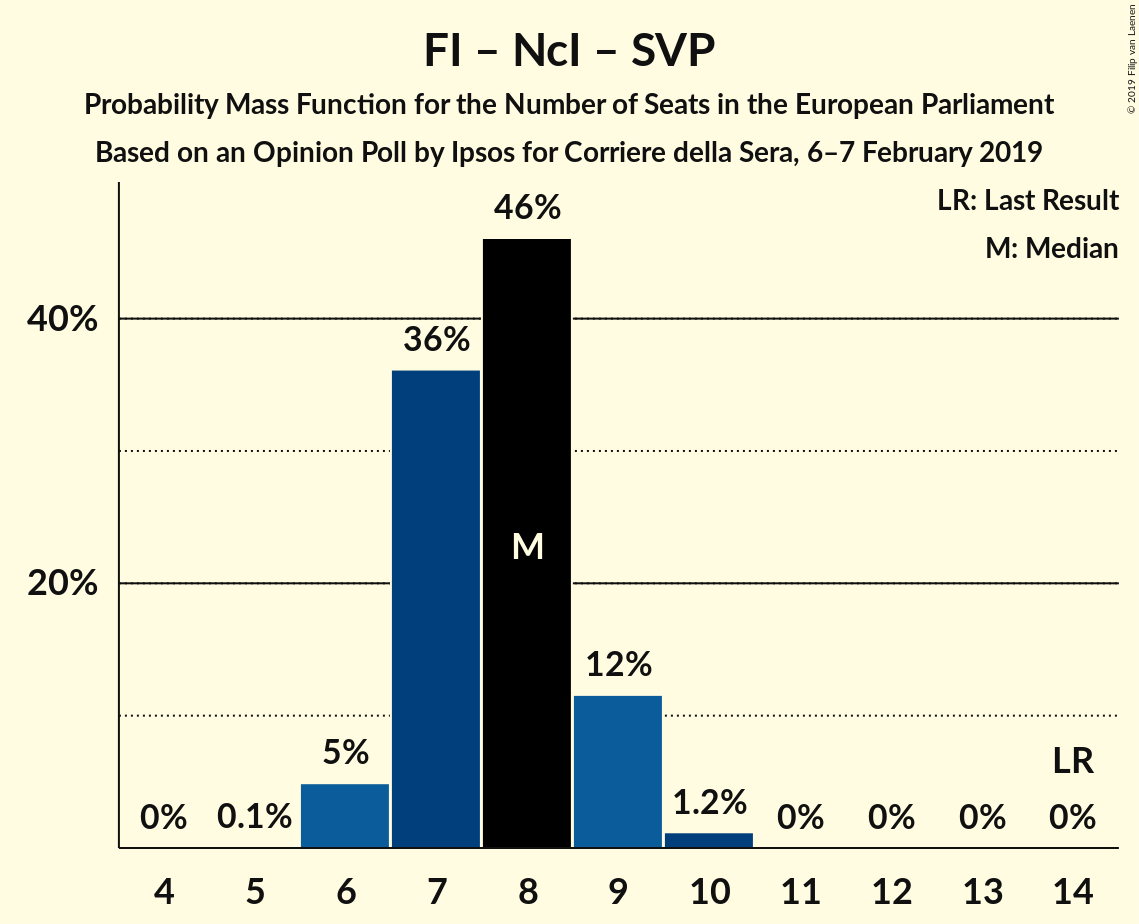 FI – NcI – SVP
Probability Mass Function for the Number of Seats in the European Parliament
Based on an Opinion Poll by Ipsos for Corriere della Sera, 6–7 February 2019
© 2019 Filip van Laenen
LR: Last Result
M: Median
46%
40%
36%
M
20%
12%
5%
LR
0% 0.1% 1.2% 0% 0% 0% 0%
4 5 6 7 8 9 10 11 12 13 14